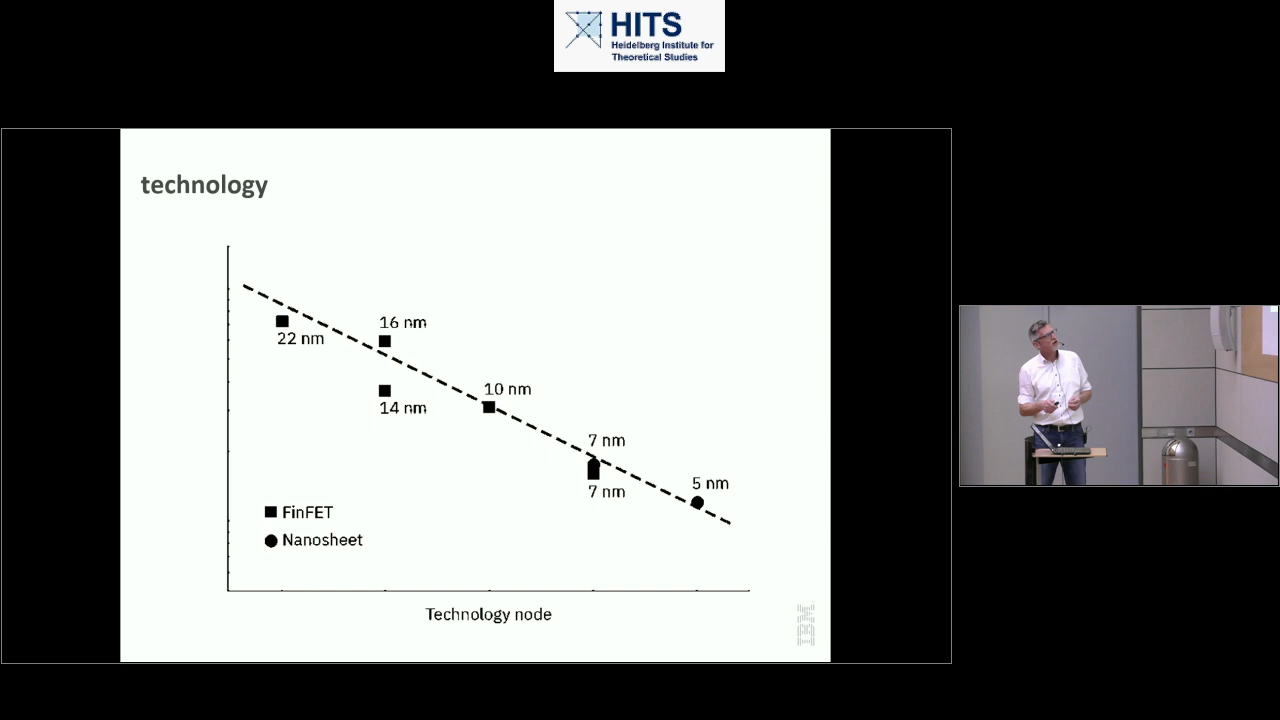 HITS
Heidelberg Institute for
Theoretical Studies
technology
16 nm
22 nm
10 nm
14 nm
7 nm
5 nm
7 nm
FinFET
Nanosheet
Technology node
IBM